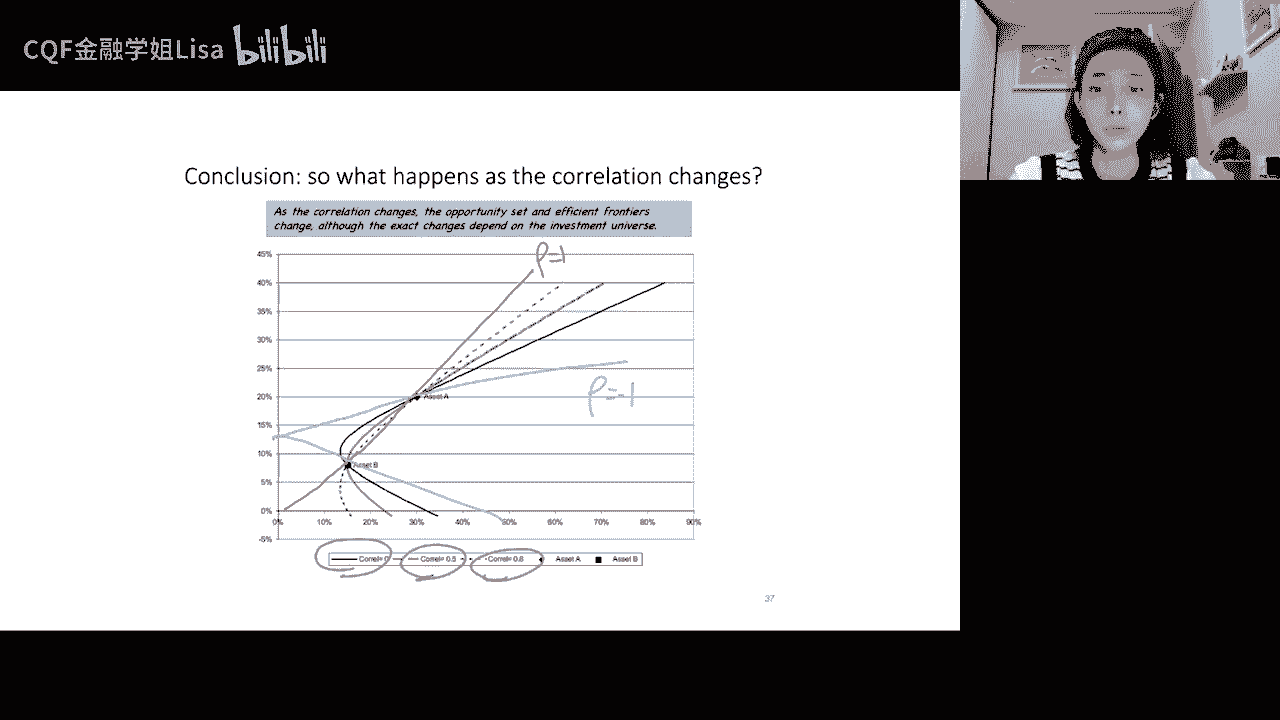 CQF金融学姐Lisa bilibili
Conclusion: so what happens as the correlation changes?
As the correlation changes, the opportunity set and efficient frontiers
change, although the exact changes depend on the investment universe.
ρ=1
45%
40%
35%
30%
25%
20%
15%
10%
5%
0%
-5%
Asset A
ρ=-1
Asset B
0% 10% 20% 30% 40% 50% 60% 70% 80% 90%
Correl= 0 Correl= 0.5 Correl= 0.8 Asset A Asset B
37